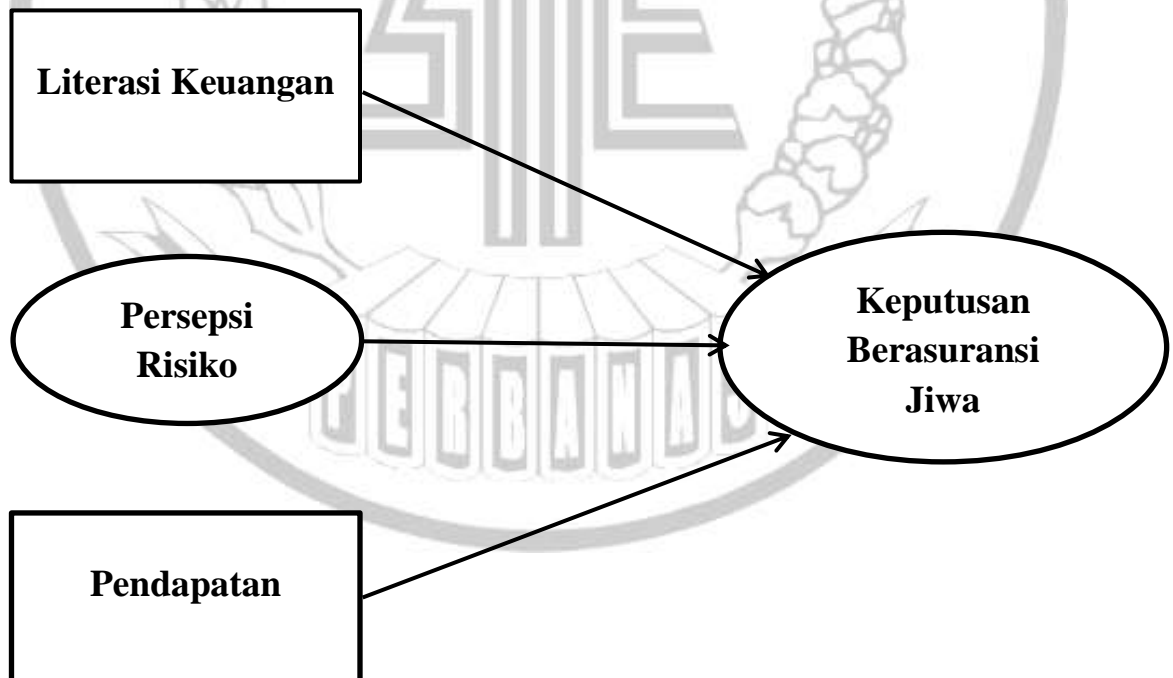 Literasi Keuangan
Persepsi
Risiko
Keputusan
Berasuransi
Jiwa
Pendapatan